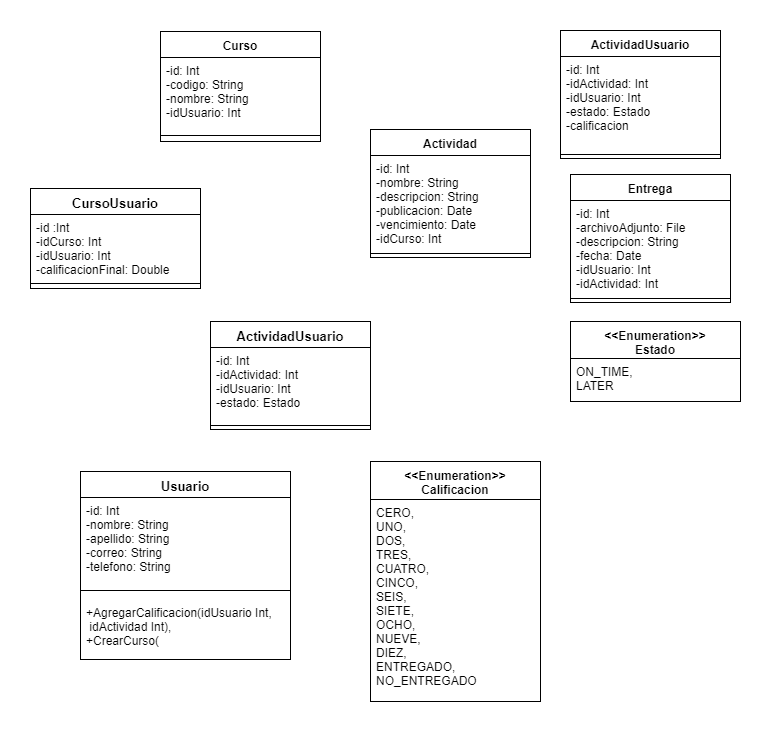 Curso
-id: Int
-codigo: String
-nombre: String
-idUsuario: Int
ActividadUsuario
-id: Int
-idActividad: Int
-idUsuario: Int
-estado: Estado
-calificacion
Actividad
-id: Int
-nombre: String
-descripcion: String
-publicacion: Date
-vencimiento: Date
-idCurso: Int
CursoUsuario
-id :Int
-idCurso: Int
-idUsuario: Int
-calificacionFinal: Double
Entrega
-id: Int
-archivoAdjunto: File
-descripcion: String
-fecha: Date
-idUsuario: Int
-idActividad: Int
ActividadUsuario
-id: Int
-idActividad: Int
-idUsuario: Int
-estado: Estado
<<Enumeration>>
Estado
ON_TIME,
LATER
Usuario
-id: Int
-nombre: String
-apellido: String
-correo: String
-telefono: String
+AgregarCalificacion(idUsuario Int,
idActividad Int),
+CrearCurso(
<<Enumeration>>
Calificacion
CERO,
UNO,
DOS,
TRES,
CUATRO,
CINCO,
SEIS,
SIETE,
OCHO,
NUEVE,
DIEZ,
ENTREGADO,
NO_ENTREGADO